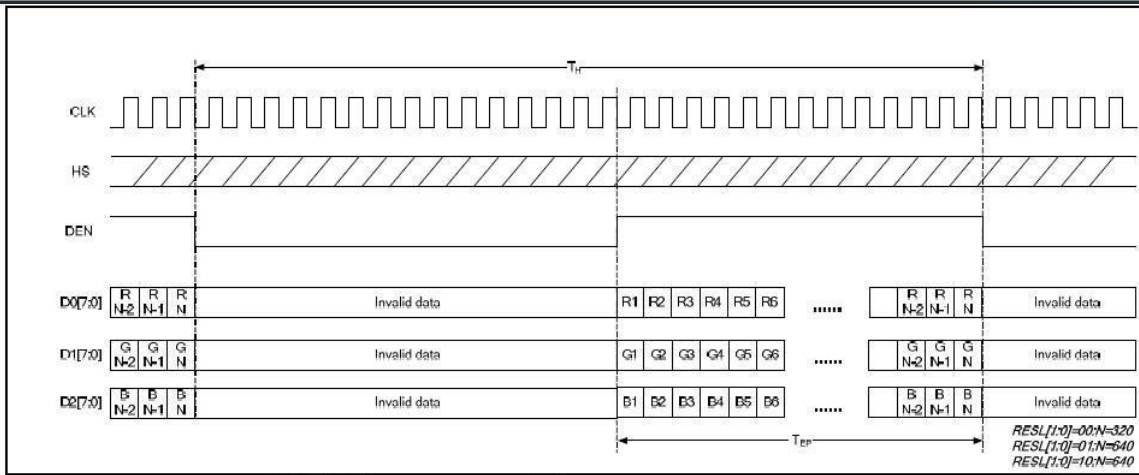 TH
CLK
HS
DEN
D0[7:0] R N-2 R N-1 R N Invalid data R1 R2 R3 R4 R5 R6 ...... R N-2 R N-1 R N Invalid data
D1[7:0] G N-2 G N-1 G N Invalid data G1 G2 G3 G4 G5 G6 ...... G N-2 G N-1 G N Invalid data
D2[7:0] B N-2 B N-1 B N Invalid data B1 B2 B3 B4 B5 B6 ...... B N-2 B N-1 B N Invalid data
TEP
RESL[1:0]=00:N=320
RESL[1:0]=01:N=640
RESL[1:0]=10:N=640